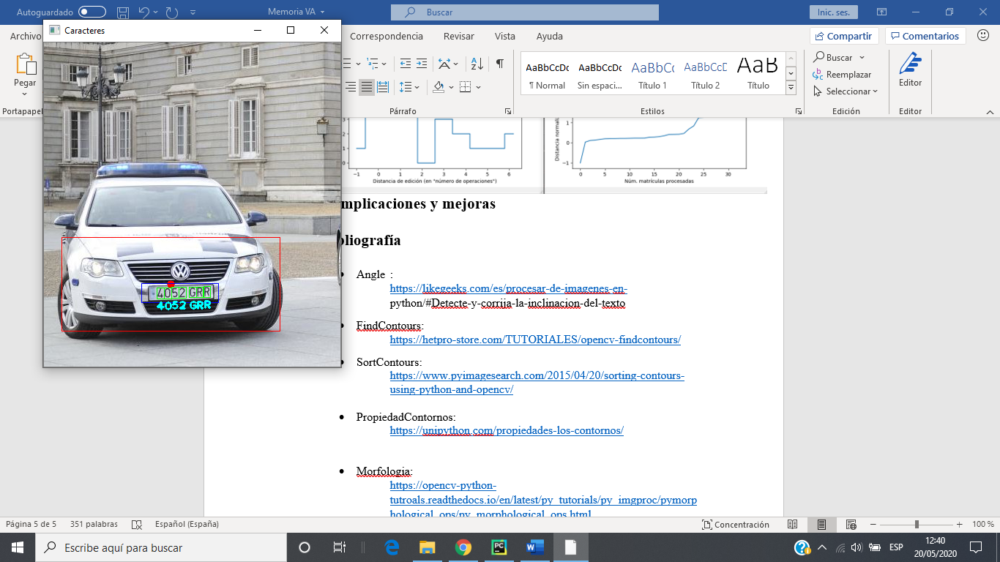 Autoguardado
Memoria VA
Buscar
Inic. ses.
Caracteres
Archivo
Correspondencia
Revisar
Vista
Ayuda
Compartir
Comentarios
Pegar
Portapapel
Párrafo
AaBbCcDc
AaBbCcDc
AaBbCc
AaBbCcD
AaB
¶ Normal
Sin espaci...
Título 1
Título 2
Título
Estilos
Buscar
Reemplazar
Seleccionar
Edición
Editor
Editor
2
1
0
−1
0
1
2
3
4
5
6
Distancia de edición (en "número de operaciones")
Distancia normali
1
0
−1
0
5
10
15
20
25
30
Núm. matrículas procesadas
4052 GRR
4052 GRR
mplicaciones y mejoras
oliografía
Angle :
https://likegeeks.com/es/procesar-de-imagenes-en-
python/#Detecte-y-corrija-la-inclinacion-del-texto
FindContours:
https://hetpro-store.com/TUTORIALES/opencv-findcontours/
SortContours:
https://www.pyimagesearch.com/2015/04/20/sorting-contours-
using-python-and-opencv/
PropiedadContornos:
https://unipython.com/propiedades-los-contornos/
Morfologia:
https://opencv-python-
tutroals.readthedocs.io/en/latest/py_tutorials/py_imgproc/pymorp
hological_ops/py_morphological_ops.html
Página 5 de 5
351 palabras
Español (España)
Concentración
100 %
Escribe aquí para buscar
ESP
12:40
20/05/2020